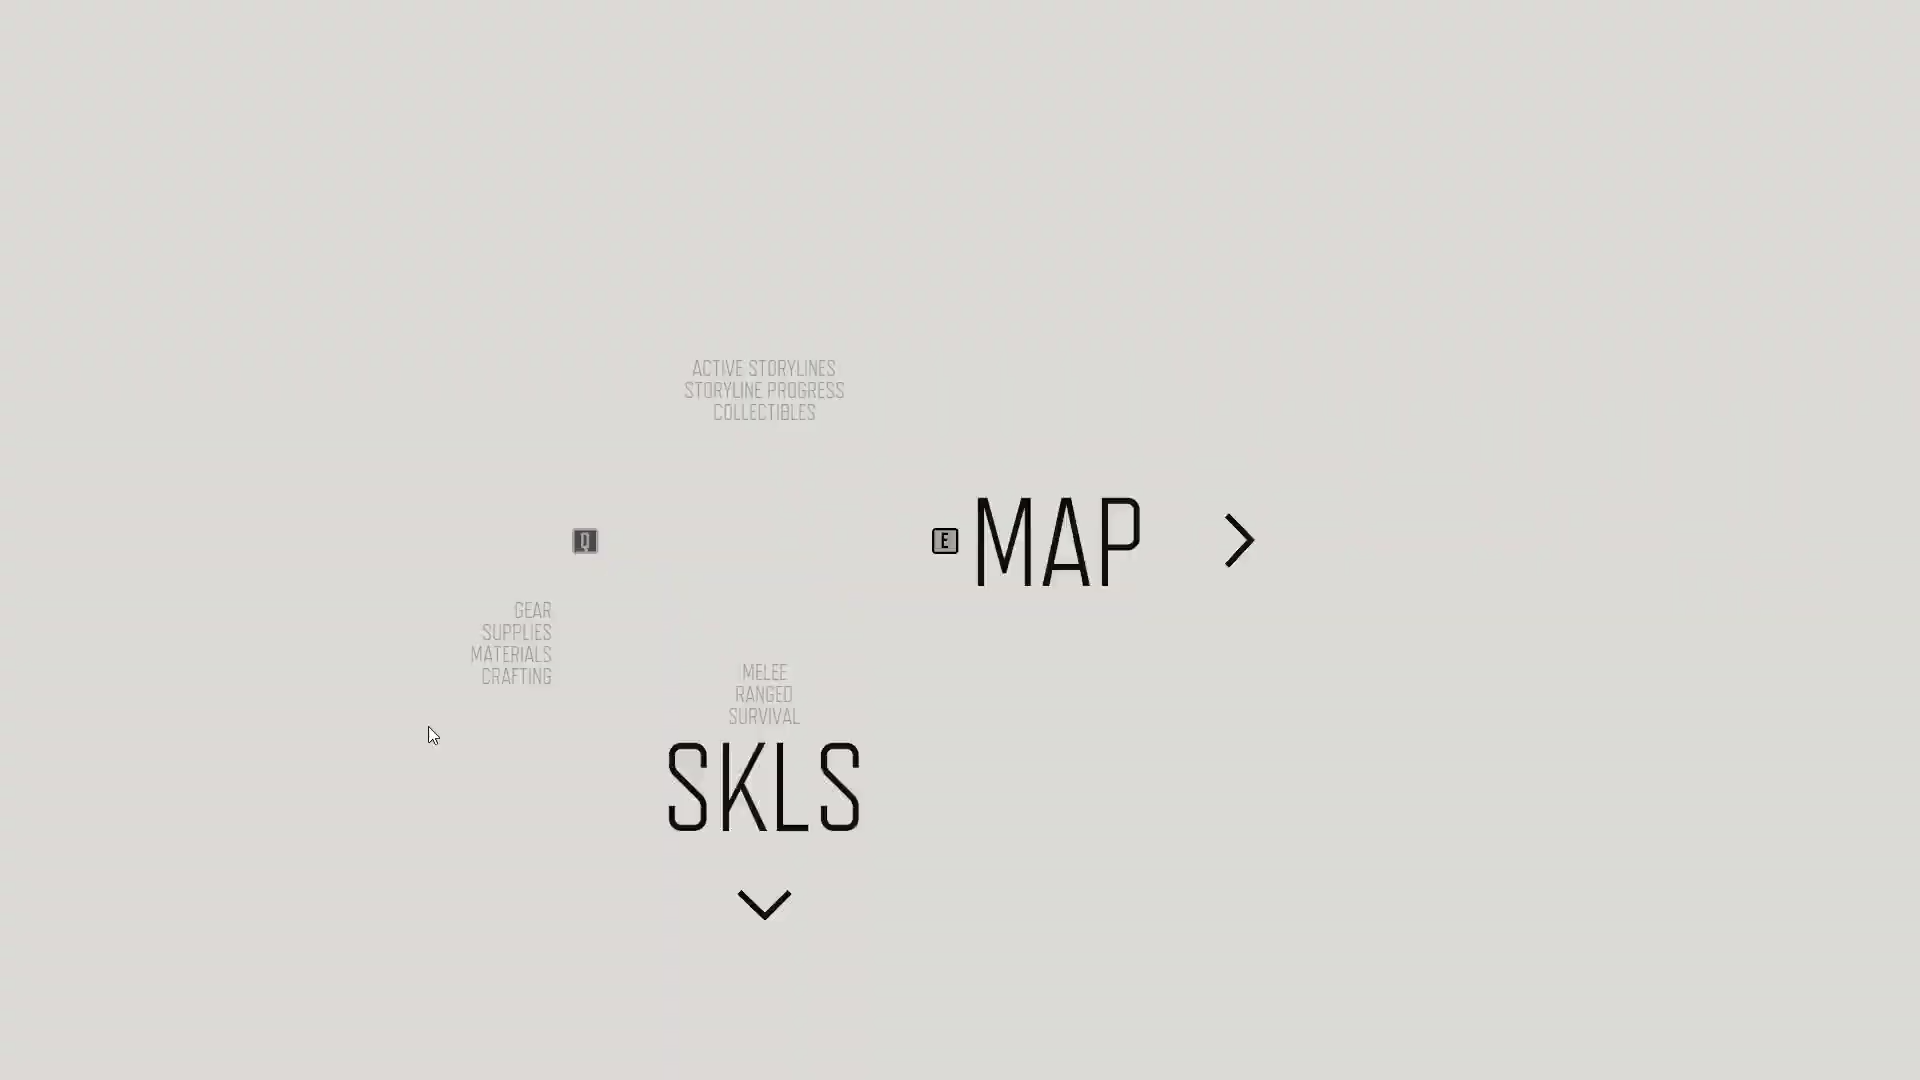 ACTIVE STORYLINES
STORYLINE PROGRESS
COLLECTIBLES
Q
E
MAP
GEAR
SUPPLIES
MATERIALS
CRAFTING
MELEE
RANGED
SURVIVAL
SKLS